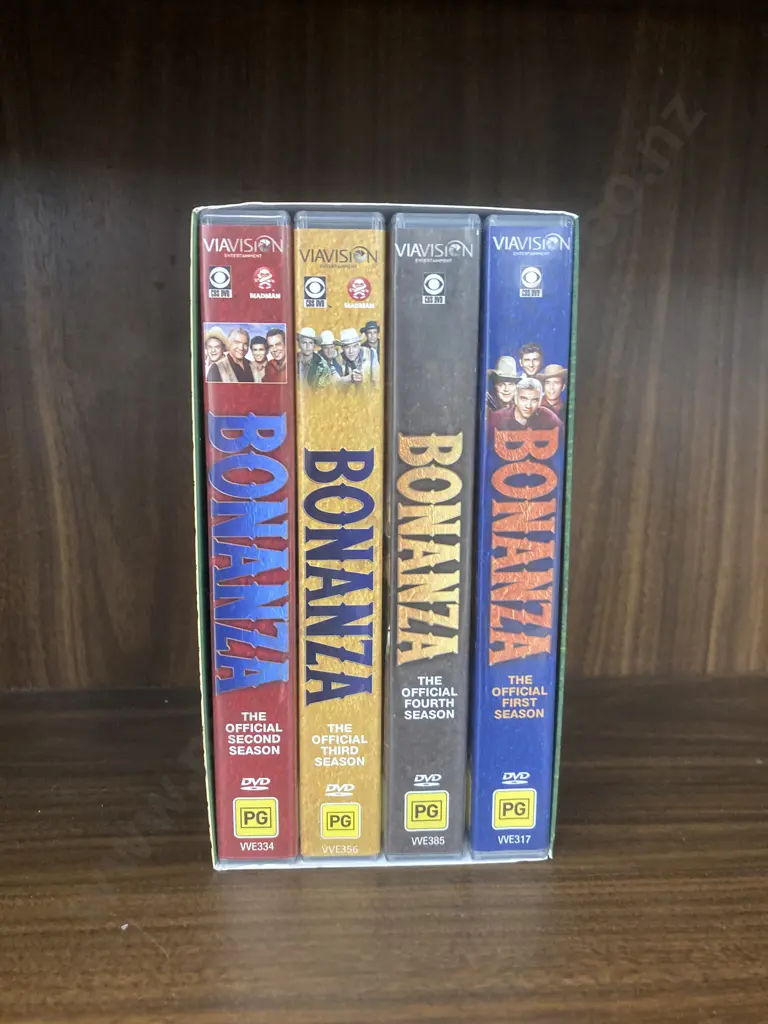 VIAVISION
ENTERTAINMENT
CBS DVD
MADMAN
BONANZA
THE
OFFICIAL
SECOND
SEASON
DVD
PG
VVE334
VIAVISION
ENTERTAINMENT
CBS DVD
MADMAN
BONANZA
THE
OFFICIAL
THIRD
SEASON
DVD
PG
VVE356
VIAVISION
ENTERTAINMENT
CBS DVD
BONANZA
THE
OFFICIAL
FOURTH
SEASON
DVD
PG
VVE385
VIAVISION
ENTERTAINMENT
CBS DVD
BONANZA
THE
OFFICIAL
FIRST
SEASON
DVD
PG
VVE317